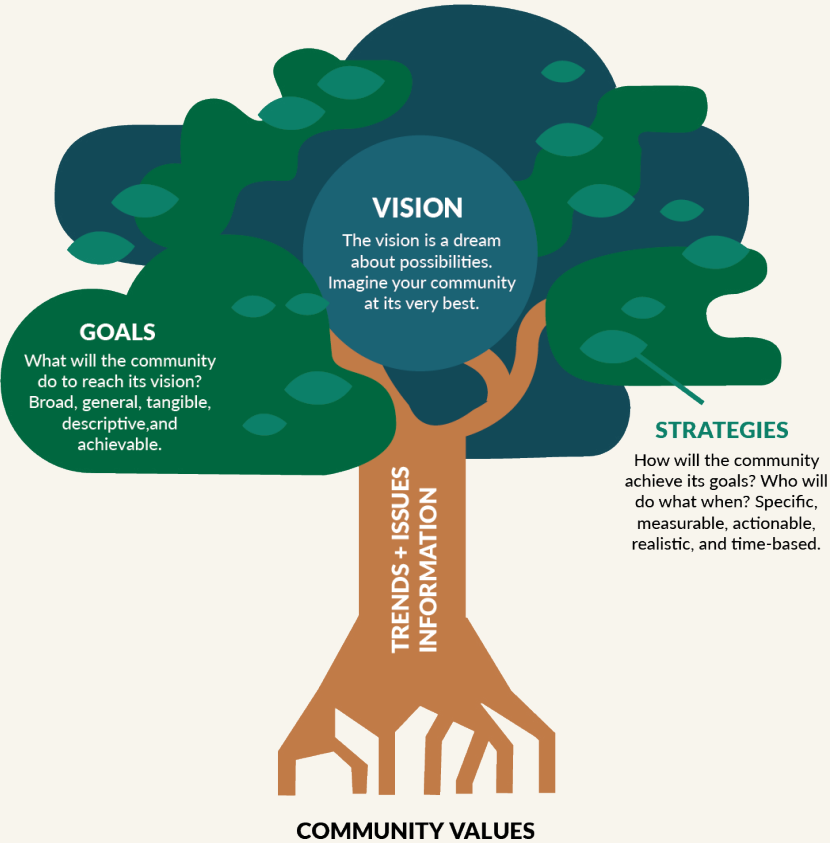 VISION
The vision is a dream
about possibilities.
Imagine your community
at its very best.
GOALS
What will the community
do to reach its vision?
Broad, general, tangible,
descriptive,and
achievable.
STRATEGIES
How will the community
achieve its goals? Who will
do what when? Specific,
measurable, actionable,
realistic, and time-based.
TRENDS + ISSUES
INFORMATION
COMMUNITY VALUES